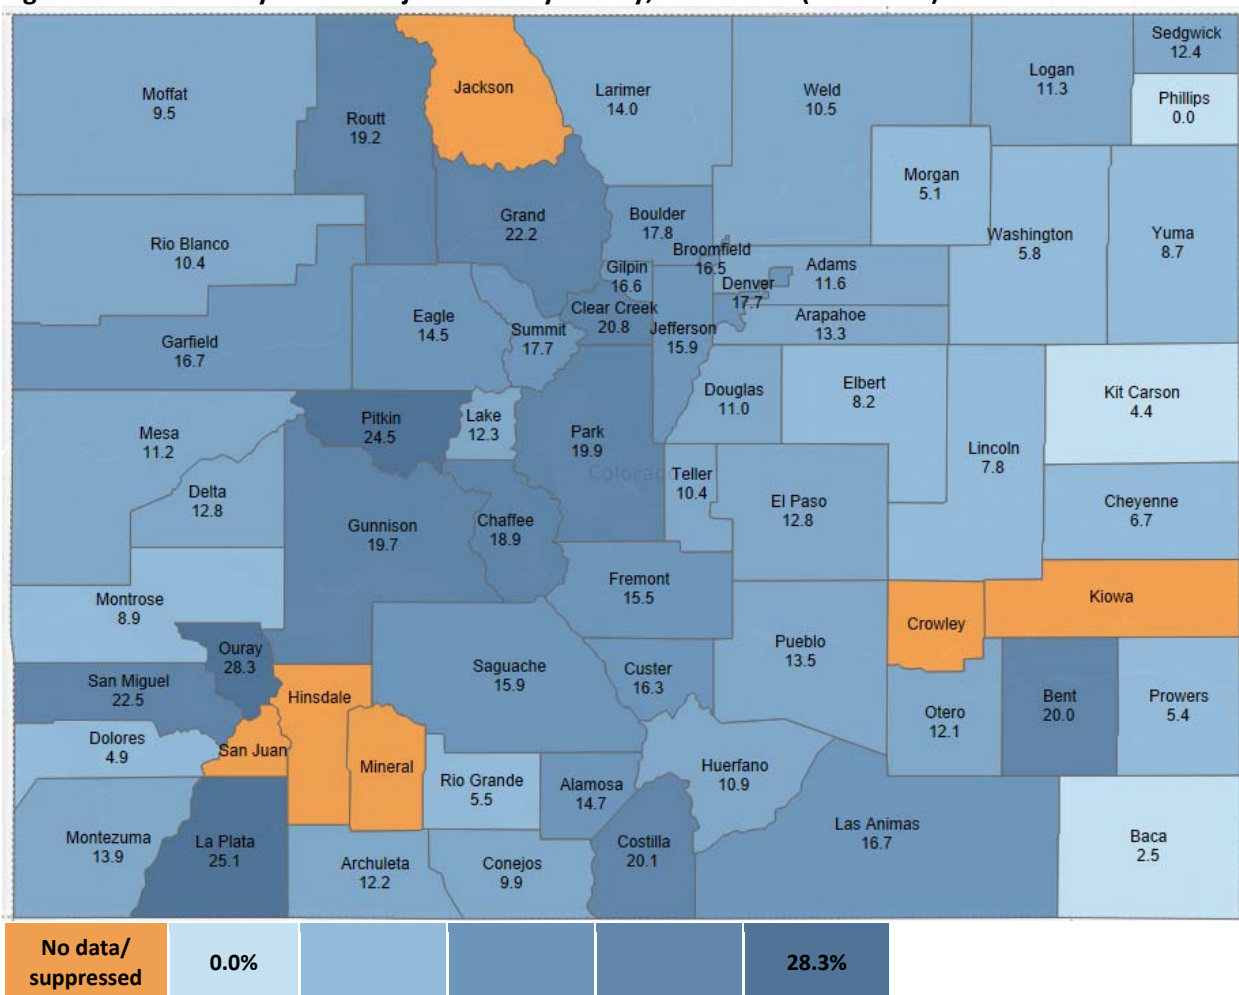 Sedgwick
12.4
Jackson
Logan
11.3
Moffat
9.5
Larimer
14.0
Weld
10.5
Phillips
0.0
Routt
19.2
Morgan
5.1
Grand
22.2
Boulder
17.8
Washington
5.8
Yuma
8.7
Rio Blanco
10.4
Broomfield
16.5
Gilpin
16.6
Adams
11.6
Denver
17.7
Clear Creek
20.8
Eagle
14.5
Summit
17.7
Jefferson
15.9
Arapahoe
13.3
Garfield
16.7
Douglas
11.0
Elbert
8.2
Kit Carson
4.4
Pitkin
24.5
Lake
12.3
Mesa
11.2
Park
19.9
Lincoln
7.8
Colorado
Teller
10.4
Delta
12.8
El Paso
12.8
Cheyenne
6.7
Gunnison
19.7
Chaffee
18.9
Fremont
15.5
Montrose
8.9
Kiowa
Crowley
Ouray
28.3
Pueblo
13.5
Saguache
15.9
Custer
16.3
San Miguel
22.5
Hinsdale
Bent
20.0
Prowers
5.4
Otero
12.1
Dolores
4.9
San Juan
Mineral
Huerfano
10.9
Rio Grande
5.5
Alamosa
14.7
Las Animas
16.7
Montezuma
13.9
La Plata
25.1
Costilla
20.1
Baca
2.5
Archuleta
12.2
Conejos
9.9
No data/
suppressed
0.0%
28.3%